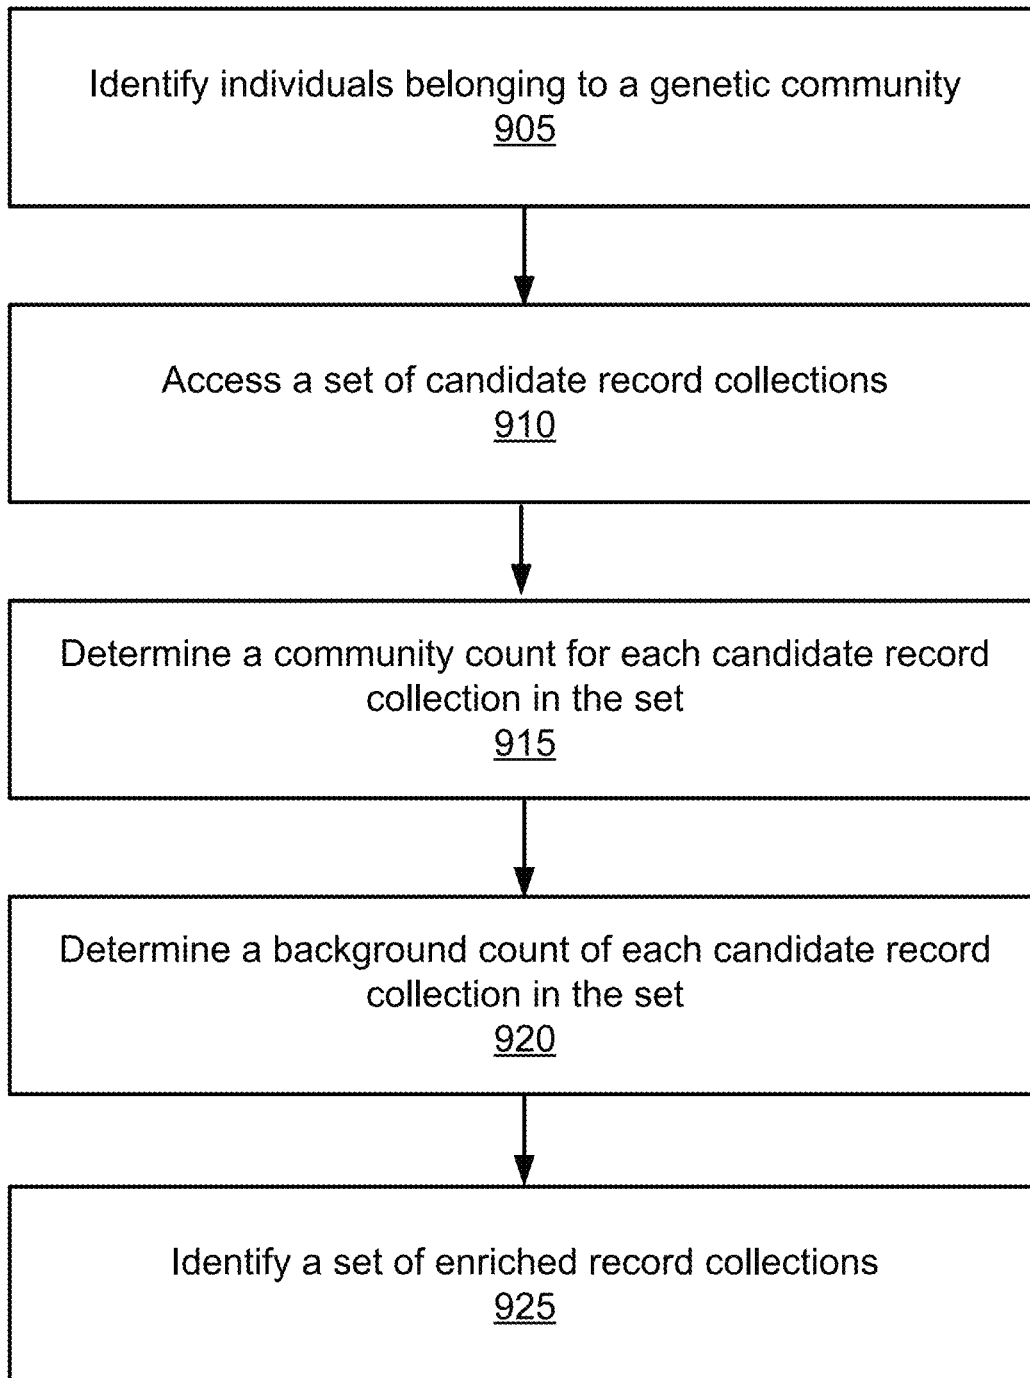 Identify individuals belonging to a genetic community
905
Access a set of candidate record collections
910
Determine a community count for each candidate record
collection in the set
915
Determine a background count of each candidate record
collection in the set
920
Identify a set of enriched record collections
925